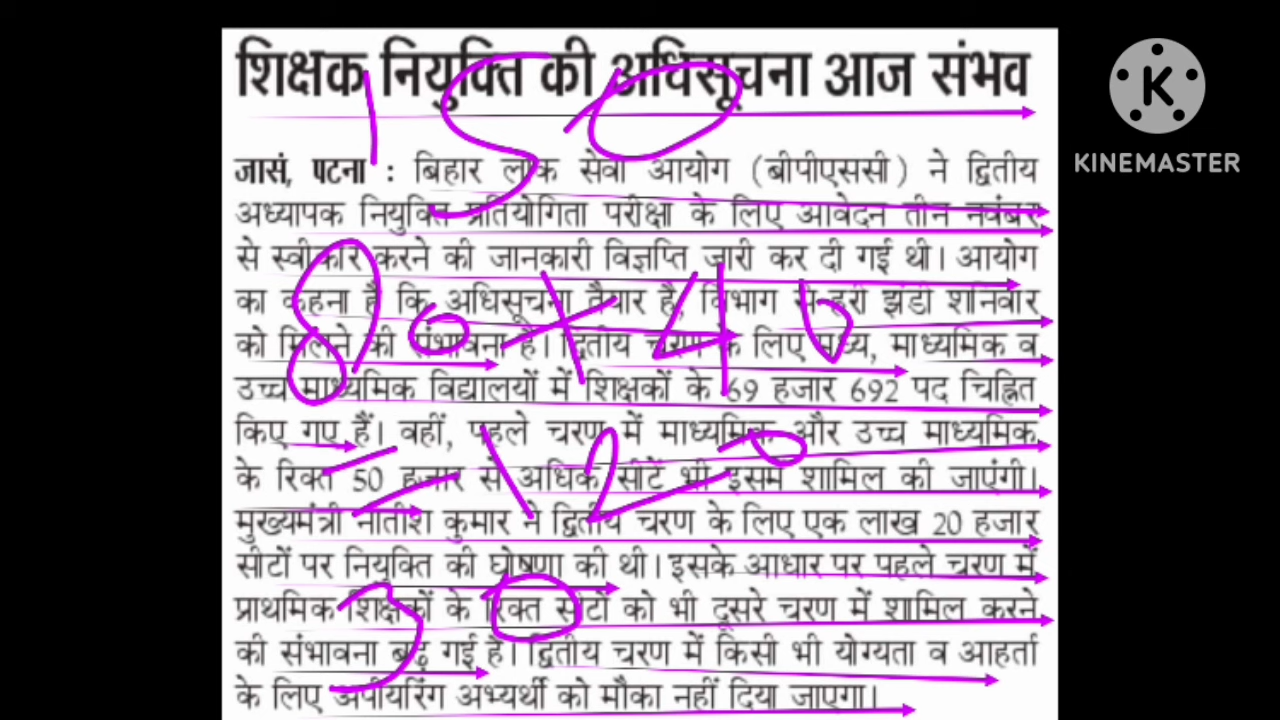 शिक्षक नियुक्ति की अधिसूचना आज संभव
KINEMASTER
जासं, पटना : बिहार लोक सेवा आयोग (बीपीएससी) ने द्वितीय
अध्यापक नियुक्ति प्रतियोगिता परीक्षा के लिए आवेदन तीन नवंबर
से स्वीकार करने की जानकारी विज्ञप्ति जारी कर दी गई थी। आयोग
का कहना है कि अधिसूचना तैयार है, विभाग से हरी झंडी शनिवार
को मिलने की संभावना है। द्वितीय चरण के लिए मध्य, माध्यमिक व
उच्च माध्यमिक विद्यालयों में शिक्षकों के 69 हजार 692 पद चिह्नित
किए गए हैं। वहीं, पहले चरण में माध्यमिक और उच्च माध्यमिक
के रिक्त 50 हजार से अधिक सीटें भी इसमें शामिल की जाएंगी।
मुख्यमंत्री नीतीश कुमार ने द्वितीय चरण के लिए एक लाख 20 हजार
सीटों पर नियुक्ति की घोषणा की थी। इसके आधार पर पहले चरण में
प्राथमिक शिक्षकों के रिक्त सीटों को भी दूसरे चरण में शामिल करने
की संभावना बढ़ गई है। द्वितीय चरण में किसी भी योग्यता व आहर्ता
के लिए अपीयरिंग अभ्यर्थी को मौका नहीं दिया जाएगा।